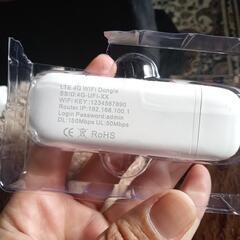 LTE 4G WiFi Dongle
SSID:4G-UFI-XX
WIFI KEY:1234567890
Router IP:192.168.100.1
Login Password:admin
DL:150Mbps UL:50Mbps
RoHS